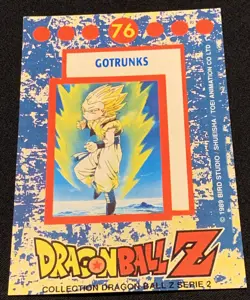 76
GOTRUNKS
© 1989 BIRD STUDIO / SHUEISHA / TOEI ANIMATION CO LTD
DRAGON BALL Z
COLLECTION DRAGON BALL Z SERIE 2